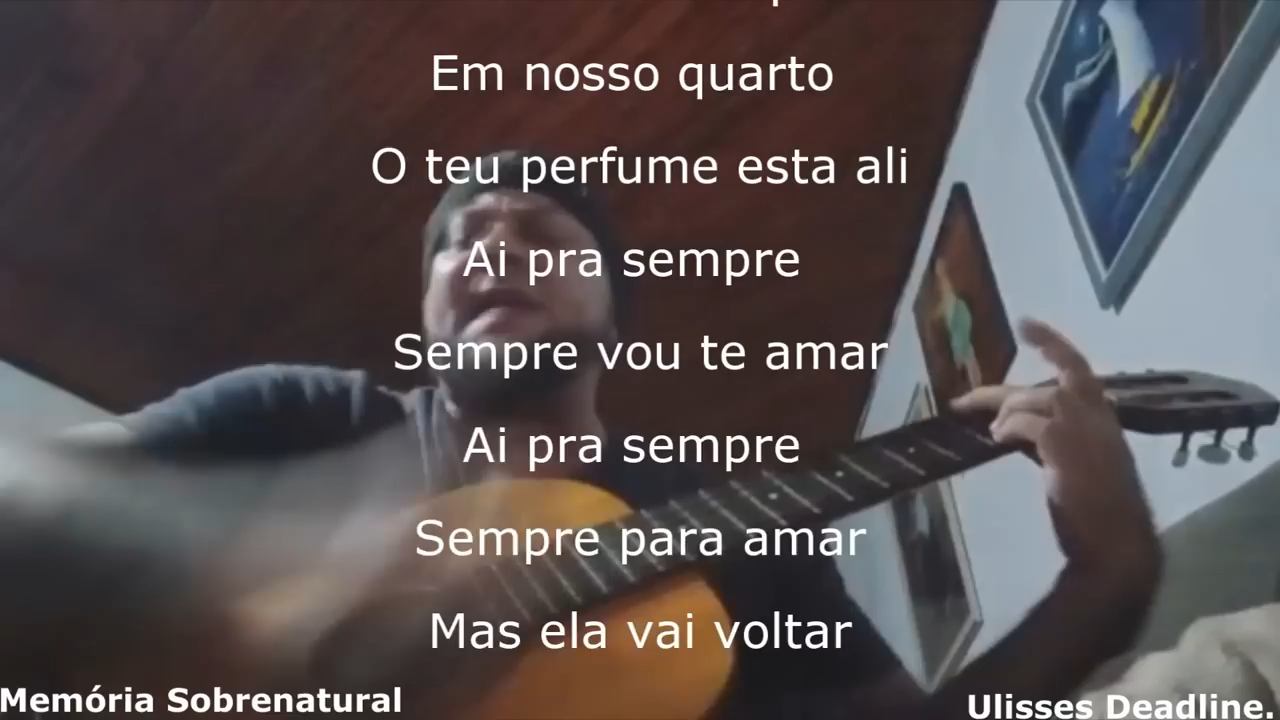 Em nosso quarto
O teu perfume esta ali
Ai pra sempre
Sempre vou te amar
Ai pra sempre
Sempre para amar
Mas ela vai voltar
Memória Sobrenatural
Ulisses Deadline.